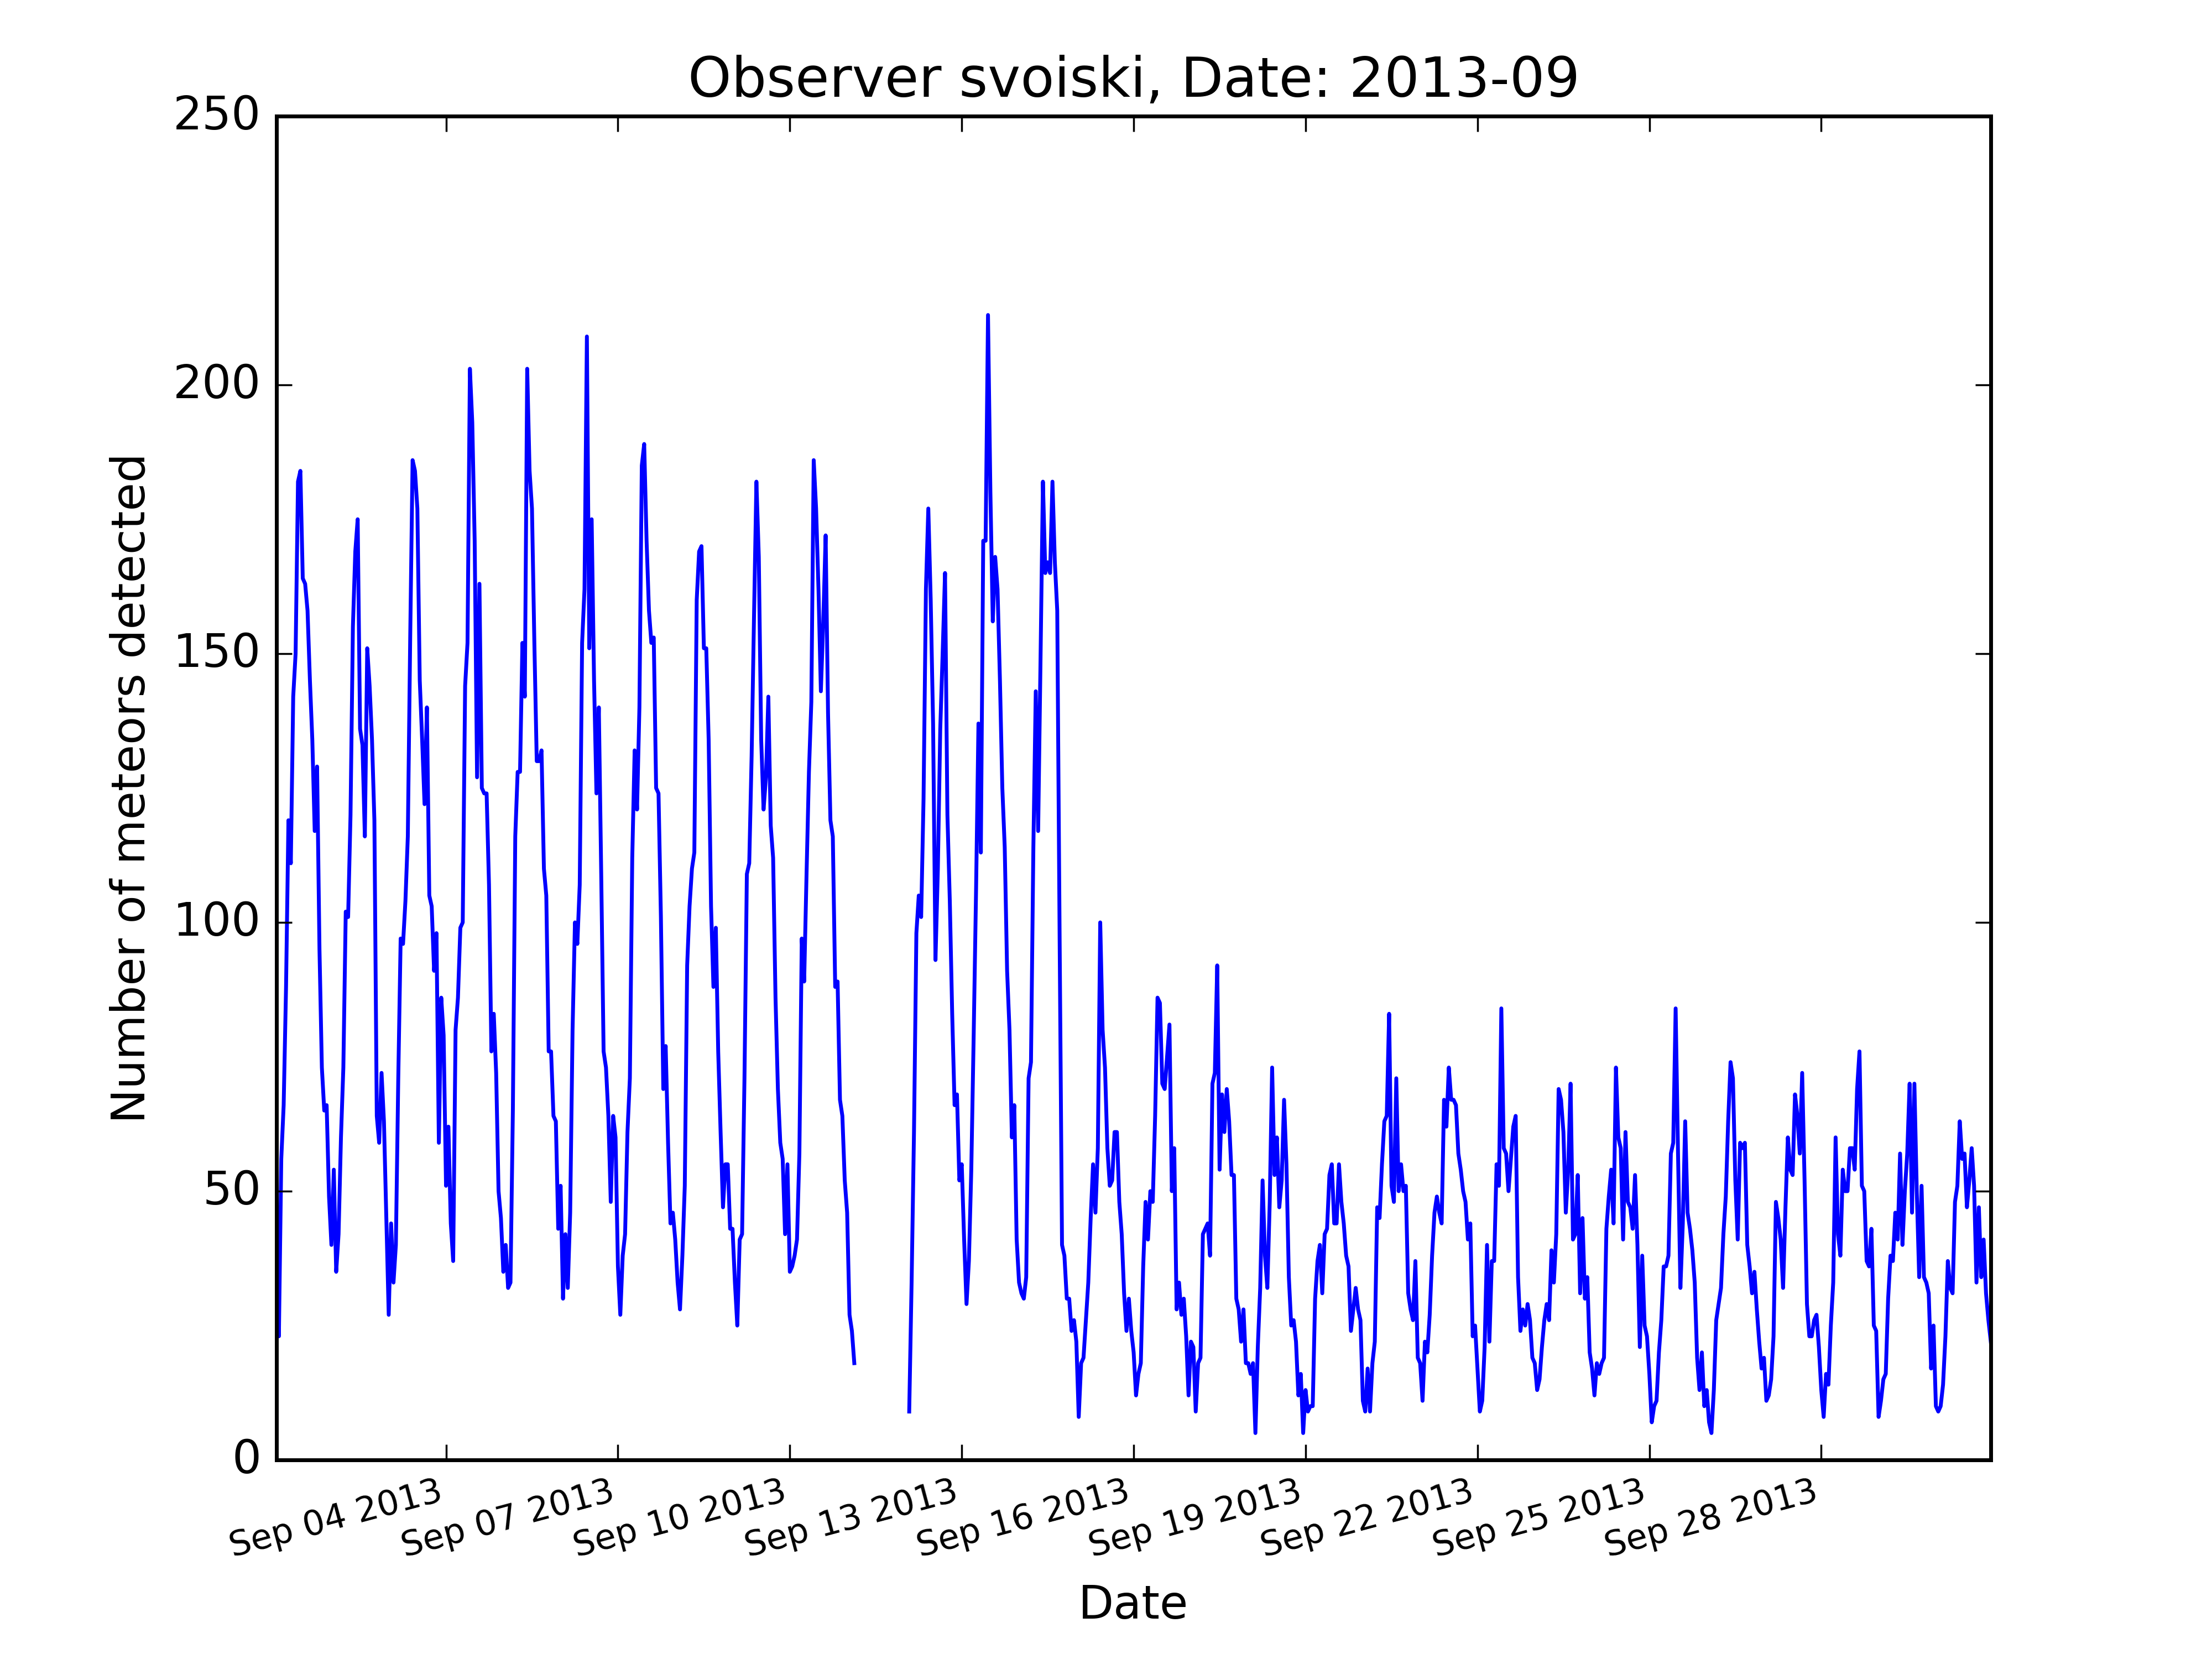 Observer svoiski, Date: 2013-09
250
200
150
100
50
0
Number of meteors detected
Sep 04 2013
Sep 07 2013
Sep 10 2013
Sep 13 2013
Sep 16 2013
Sep 19 2013
Sep 22 2013
Sep 25 2013
Sep 28 2013
Date